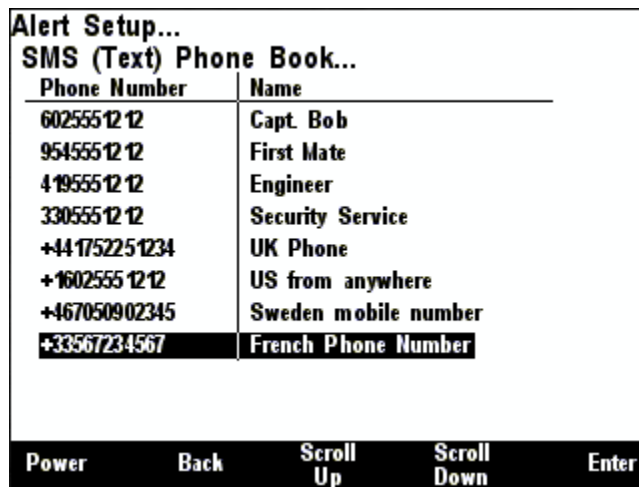 Alert Setup...
SMS (Text) Phone Book...
Phone Number Name
6025551212 Capt. Bob
9545551212 First Mate
4195551212 Engineer
3305551212 Security Service
+441752251234 UK Phone
+16025551212 US from anywhere
+467050902345 Sweden mobile number
+33567234567 French Phone Number
Power Back Scroll Up Scroll Down Enter